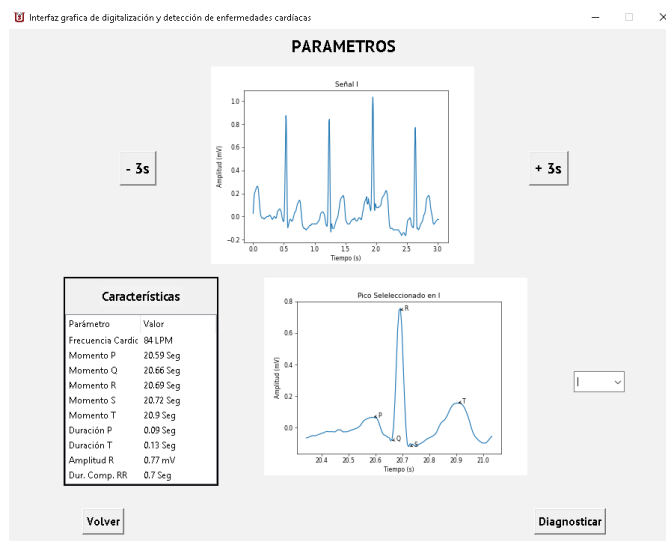 Interfaz grafica de digitalización y detección de enfermedades cardíacas
PARAMETROS
Señal I
1.0
0.8
0.6
0.4
0.2
0.0
−0.2
Amplitud (mV)
0.0 0.5 1.0 1.5 2.0 2.5 3.0
Tiempo (s)
- 3s
+ 3s
Características
Parámetro Valor
Frecuencia Cardic 84 LPM
Momento P 20.59 Seg
Momento Q 20.66 Seg
Momento R 20.69 Seg
Momento S 20.72 Seg
Momento T 20.9 Seg
Duración P 0.09 Seg
Duración T 0.13 Seg
Amplitud R 0.77 mV
Dur. Comp. RR 0.7 Seg
Pico Seleleccionado en I
0.8
0.6
0.4
0.2
0.0
Amplitud (mV)
R
P
Q
S
T
20.4 20.5 20.6 20.7 20.8 20.9 21.0
Tiempo (s)
I
Volver
Diagnosticar